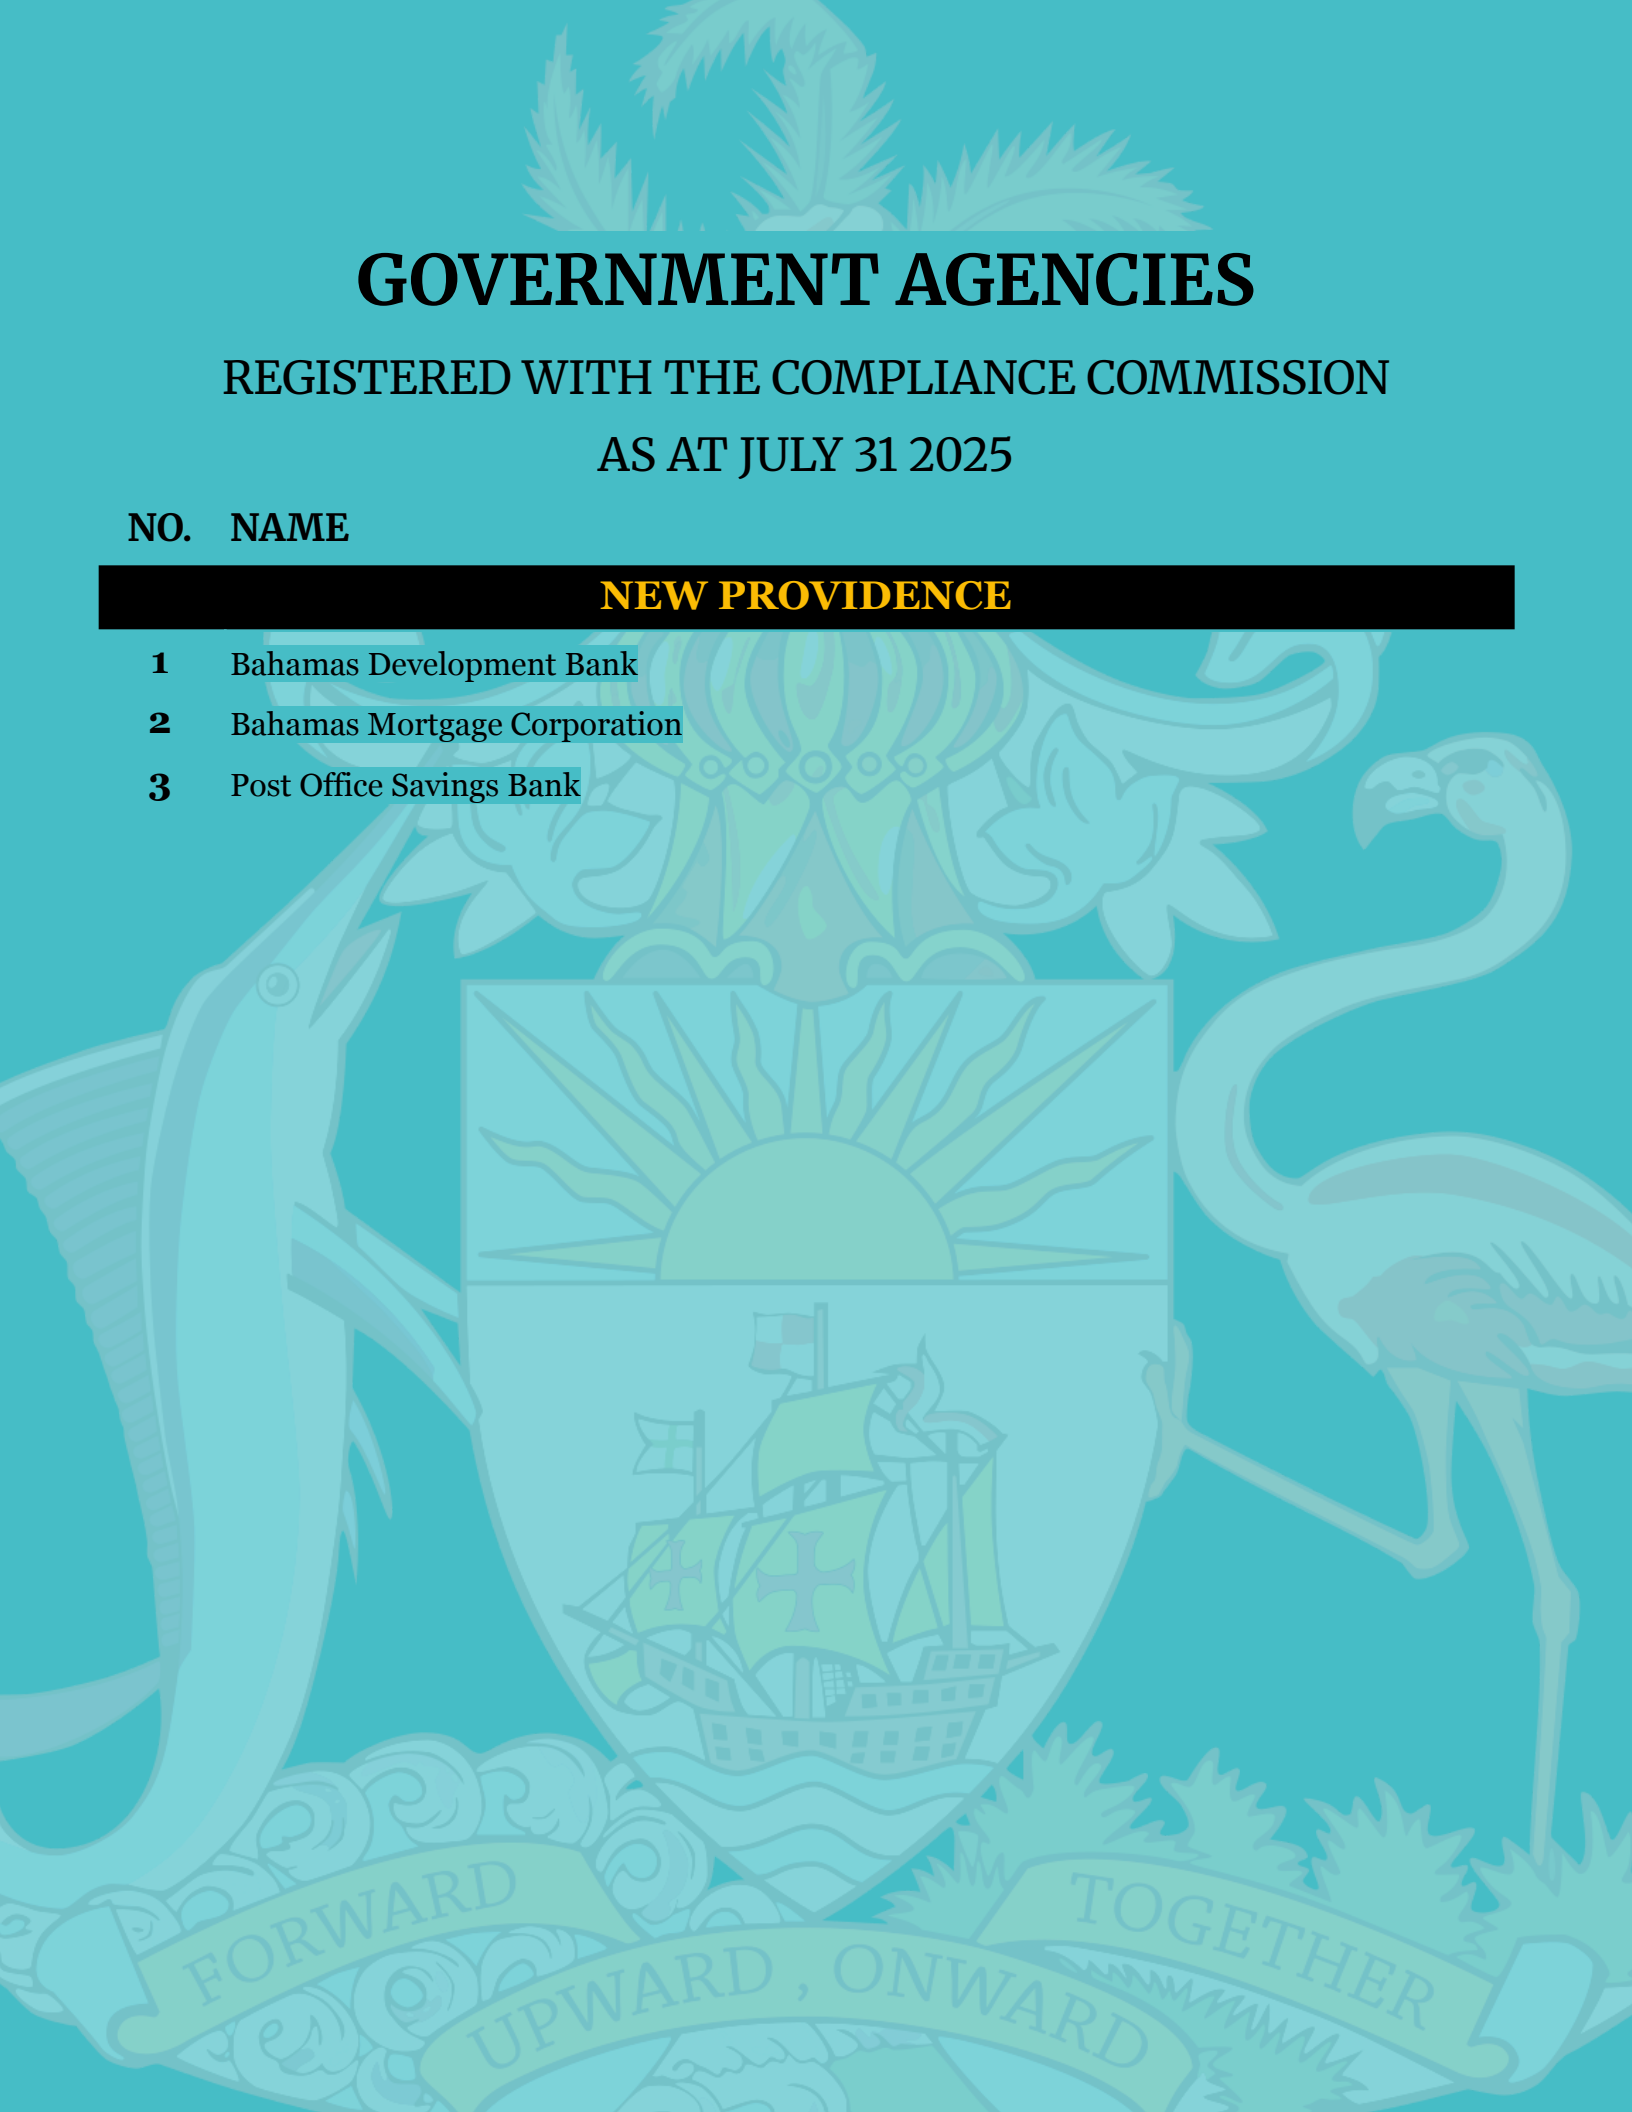 GOVERNMENT AGENCIES
REGISTERED WITH THE COMPLIANCE COMMISSION
AS AT JULY 31 2025
NO. NAME
NEW PROVIDENCE
1 Bahamas Development Bank
2 Bahamas Mortgage Corporation
3 Post Office Savings Bank
FORWARD
UPWARD , ONWARD
TOGETHER